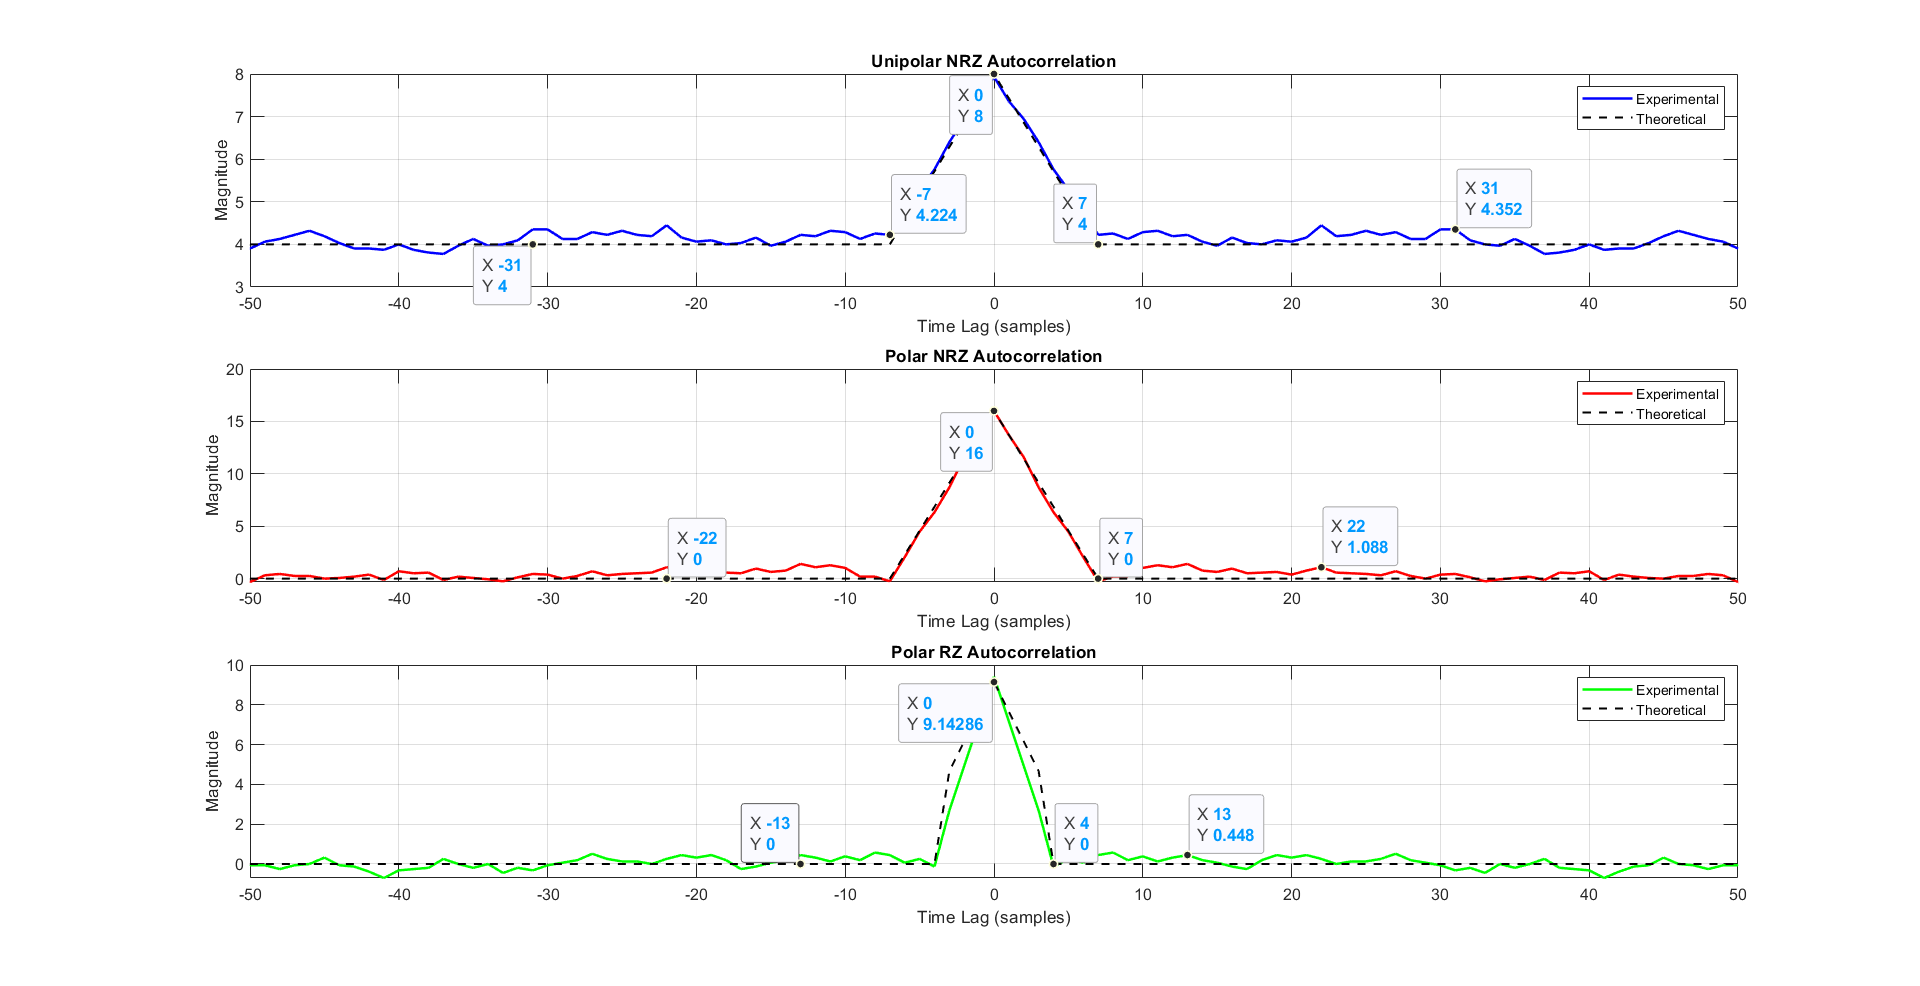 Unipolar NRZ Autocorrelation
8
7
6
5
4
3
Magnitude
X 0
Y 8
X -7
Y 4.224
X 7
Y 4
X 31
Y 4.352
X -31
Y 4
Experimental
Theoretical
-50 -40 -30 -20 -10 0 10 20 30 40 50
Time Lag (samples)
Polar NRZ Autocorrelation
20
15
10
5
0
Magnitude
X 0
Y 16
X -22
Y 0
X 7
Y 0
X 22
Y 1.088
Experimental
Theoretical
-50 -40 -30 -20 -10 0 10 20 30 40 50
Time Lag (samples)
Polar RZ Autocorrelation
10
8
6
4
2
0
Magnitude
X 0
Y 9.14286
X -13
Y 0
X 4
Y 0
X 13
Y 0.448
Experimental
Theoretical
-50 -40 -30 -20 -10 0 10 20 30 40 50
Time Lag (samples)